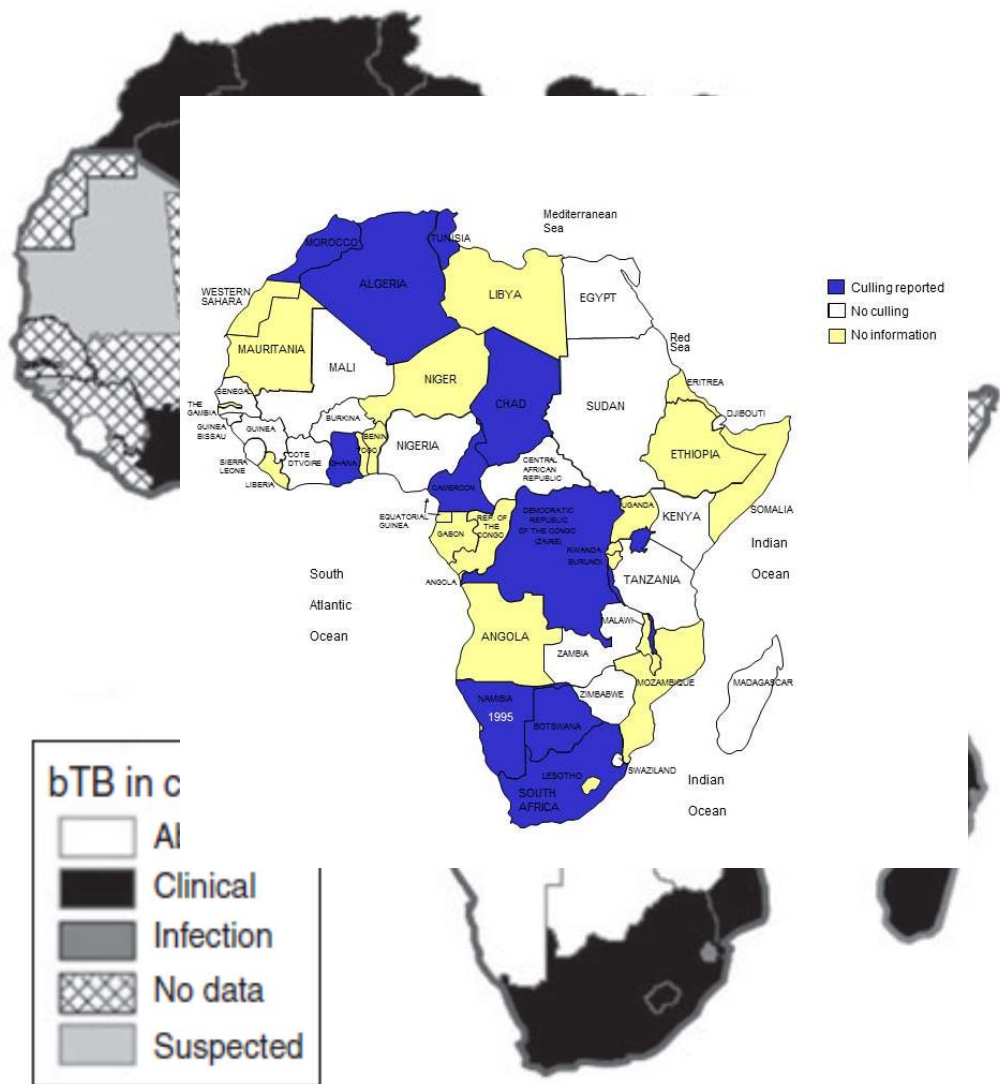 Mediterranean
Sea
MOROCCO
TUNISIA
ALGERIA
LIBYA
EGYPT
WESTERN
SAHARA
Culling reported
No culling
No information
Red
Sea
MAURITANIA
MALI
NIGER
CHAD
SUDAN
ERITREA
DJIBOUTI
SENEGAL
THE
GAMBIA
GUINEA
BISSAU
GUINEA
BURKINA
BENIN
NIGERIA
SIERRA
LEONE
COTE
D'TVOIRE
GHANA
TOGO
LIBERIA
CENTRAL
AFRICAN
REPUBLIC
ETHIOPIA
SOMALIA
CAMEROON
EQUATORIAL
GUINEA
GABON
REP. OF
THE
CONGO
DEMOCRATIC
REPUBLIC
OF THE CONGO
(ZAIRE)
UGANDA
KENYA
RWANDA
BURUNDI
Indian
Ocean
TANZANIA
South
Atlantic
Ocean
ANGOLA
ANGOLA
MALAWI
ZAMBIA
MOZAMBIQUE
MADAGASCAR
ZIMBABWE
NAMIBIA
1995
BOTSWANA
SWAZILAND
LESOTHO
SOUTH
AFRICA
Indian
Ocean
bTB in c
Clinical
Infection
No data
Suspected